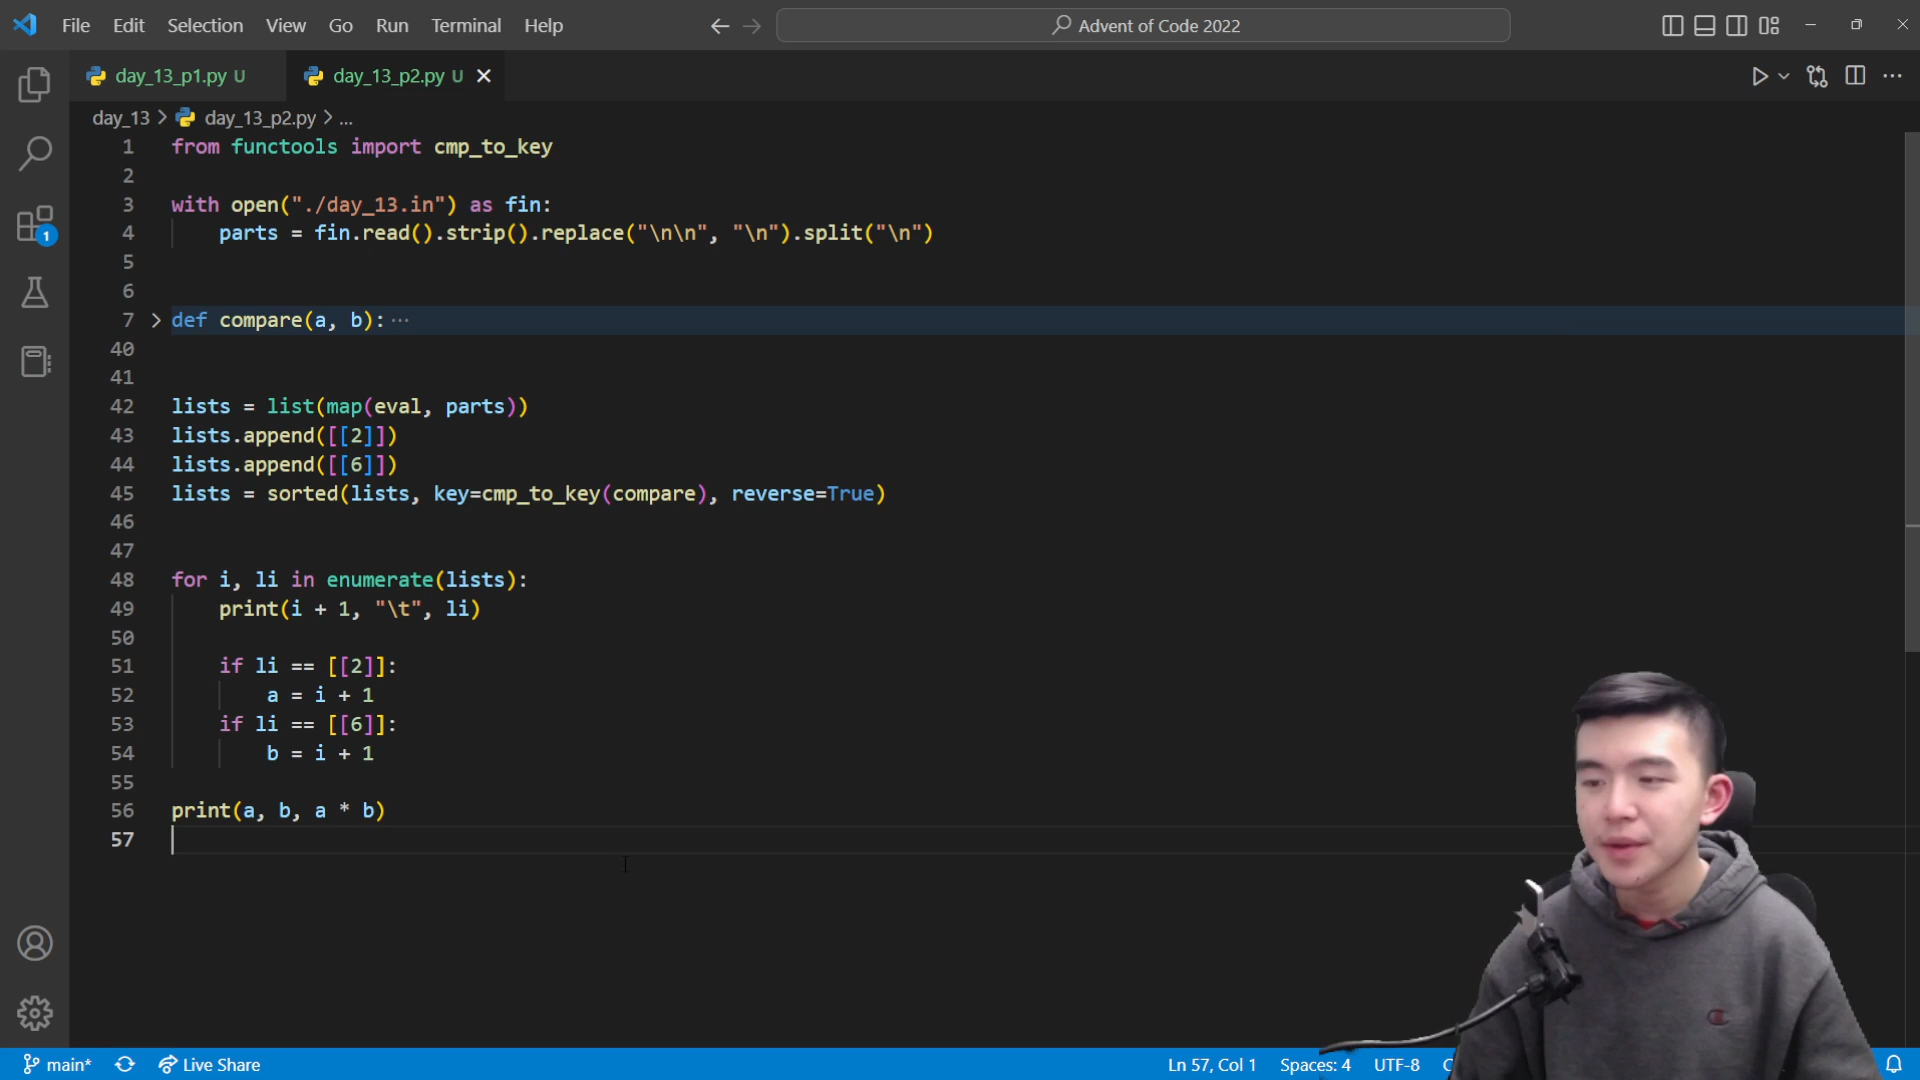 File Edit Selection View Go Run Terminal Help
Advent of Code 2022
day_13_p1.py U
day_13_p2.py U
day_13 > day_13_p2.py > ...
1 from functools import cmp_to_key
2
3 with open("./day_13.in") as fin:
4 parts = fin.read().strip().replace("\n\n", "\n").split("\n")
5
6
7 def compare(a, b): ...
40
41
42 lists = list(map(eval, parts))
43 lists.append([[2]])
44 lists.append([[6]])
45 lists = sorted(lists, key=cmp_to_key(compare), reverse=True)
46
47
48 for i, li in enumerate(lists):
49 print(i + 1, "\t", li)
50
51 if li == [[2]]:
52 a = i + 1
53 if li == [[6]]:
54 b = i + 1
55
56 print(a, b, a * b)
57
1
main* Live Share Ln 57, Col 1 Spaces: 4 UTF-8